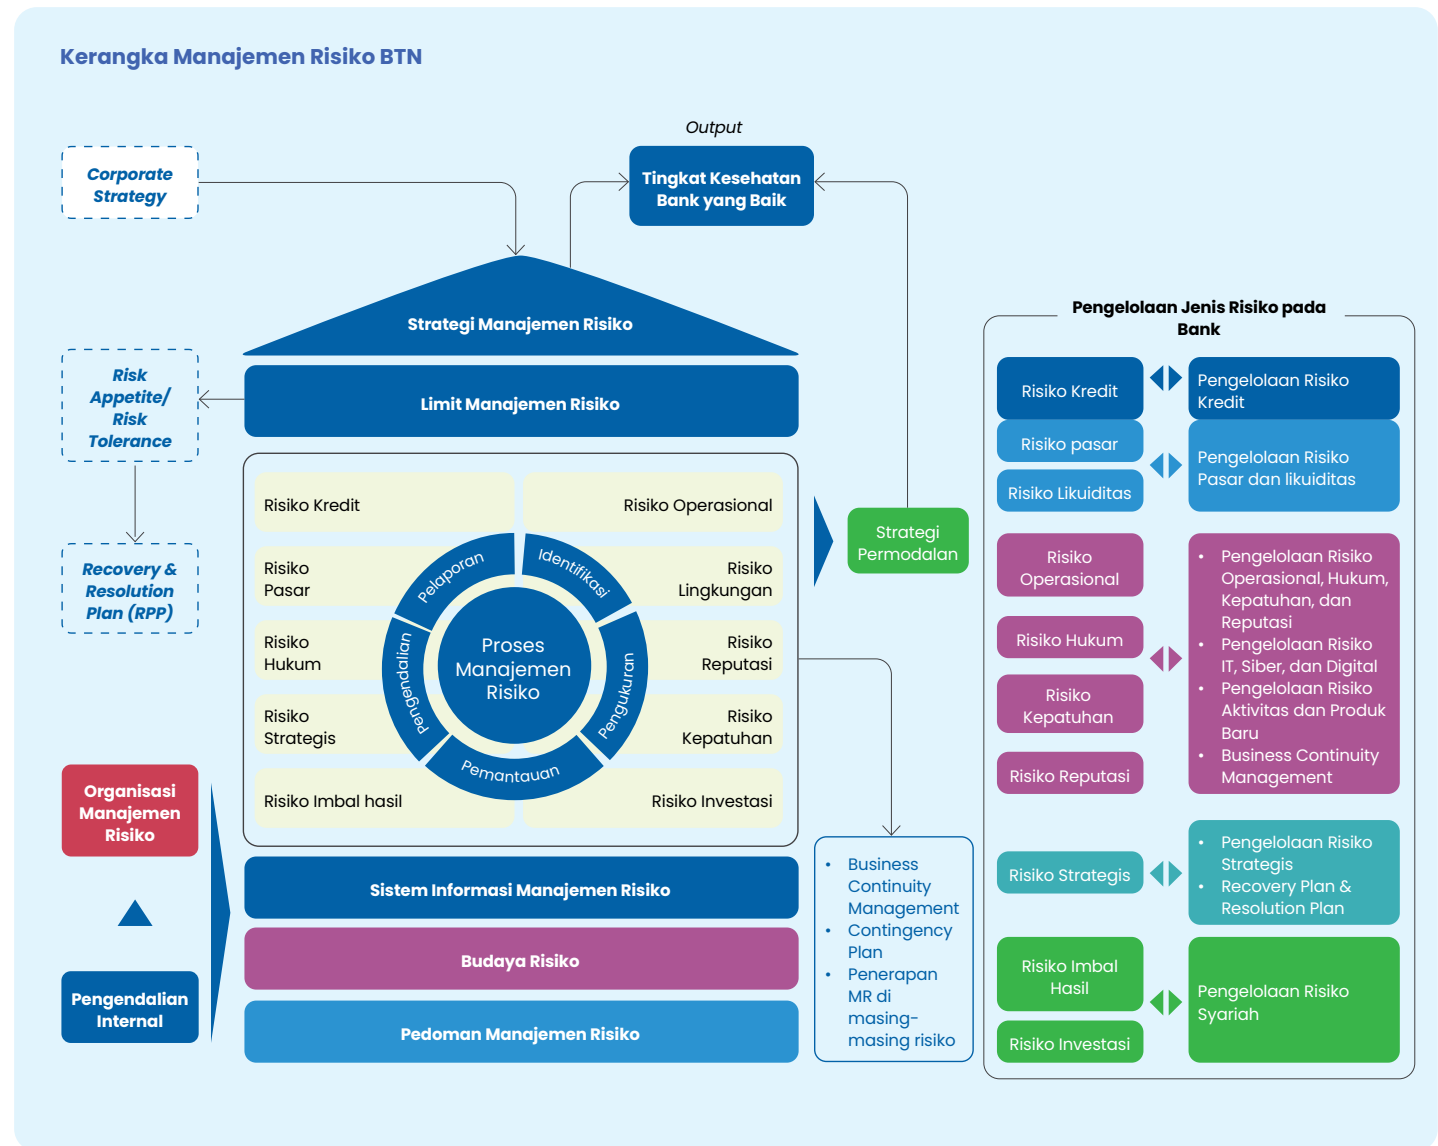 Kerangka Manajemen Risiko BTN
Output
Corporate
Strategy
Tingkat Kesehatan
Bank yang Baik
Strategi Manajemen Risiko
Limit Manajemen Risiko
Risk
Appetite/
Risk
Tolerance
Recovery &
Resolution
Plan (RPP)
Risiko Kredit
Risiko Operasional
Risiko
Pasar
Risiko
Lingkungan
Risiko
Hukum
Risiko
Reputasi
Risiko
Strategis
Risiko
Kepatuhan
Risiko Imbal hasil
Risiko Investasi
Pelaporan
Identifikasi
Pengukuran
Pemantauan
Pengendalian
Proses
Manajemen
Risiko
Strategi
Permodalan
Organisasi
Manajemen
Risiko
Pengendalian
Internal
Sistem Informasi Manajemen Risiko
Budaya Risiko
Pedoman Manajemen Risiko
• Business
Continuity
Management
• Contingency
Plan
• Penerapan
MR di
masing-
masing risiko
Pengelolaan Jenis Risiko pada
Bank
Risiko Kredit
Pengelolaan Risiko
Kredit
Risiko pasar
Risiko Likuiditas
Pengelolaan Risiko
Pasar dan likuiditas
Risiko
Operasional
Risiko Hukum
Risiko
Kepatuhan
Risiko Reputasi
• Pengelolaan Risiko
Operasional, Hukum,
Kepatuhan, dan
Reputasi
• Pengelolaan Risiko
IT, Siber, dan Digital
• Pengelolaan Risiko
Aktivitas dan Produk
Baru
• Business Continuity
Management
Risiko Strategis
• Pengelolaan Risiko
Strategis
• Recovery Plan &
• Resolution Plan
Risiko Imbal
Hasil
Risiko Investasi
Pengelolaan Risiko
Syariah